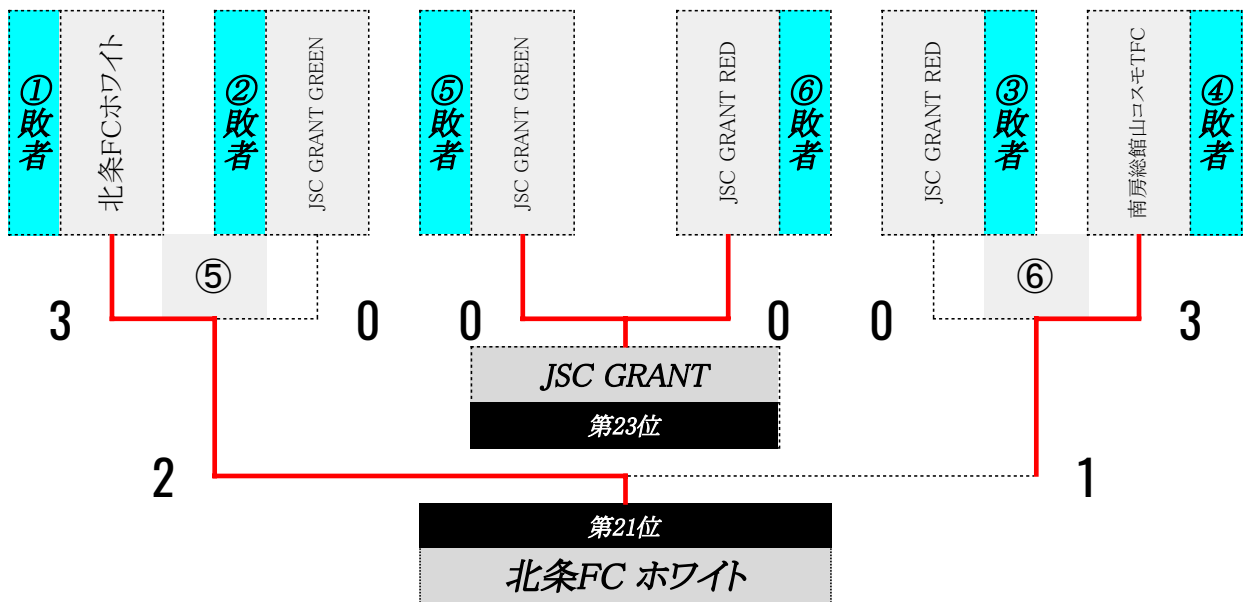 ①敗者
北条FCホワイト
②敗者
JSC GRANT GREEN
⑤敗者
JSC GRANT GREEN
JSC GRANT RED
⑥敗者
JSC GRANT RED
③敗者
南房総館山コスモTFC
④敗者
⑤
⑥
3
0
0
0
0
3
JSC GRANT
第23位
2
1
第21位
北条FC ホワイト